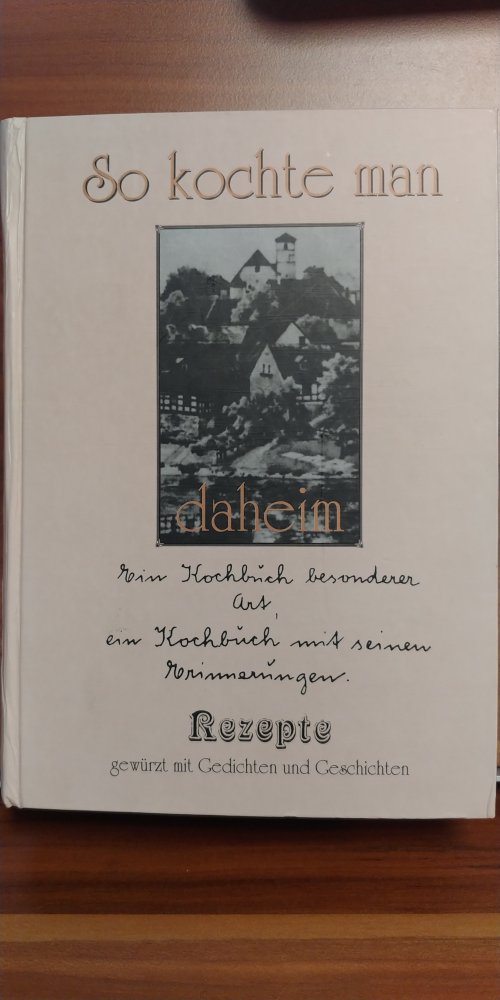 So kochte man
daheim
Ein Kochbuch besonderer
Art,
ein Kochbuch mit seinen
Erinnerungen.
Rezepte
gewürzt mit Gedichten und Geschichten